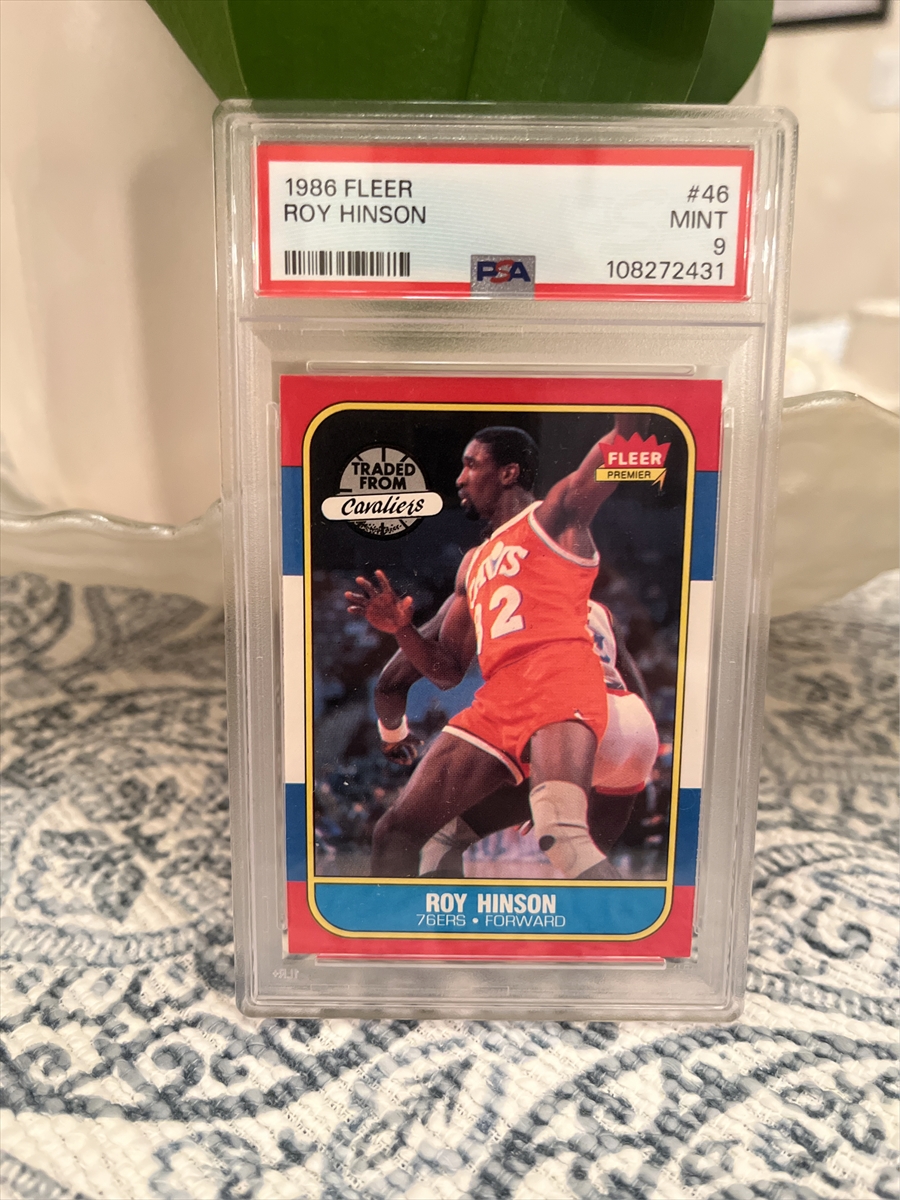 1986 FLEER #46
ROY HINSON MINT
9
PSA 108272431
TRADED
FROM
Cavaliers
FLEER
PREMIER
CAVS
32
ROY HINSON
76ERS • FORWARD